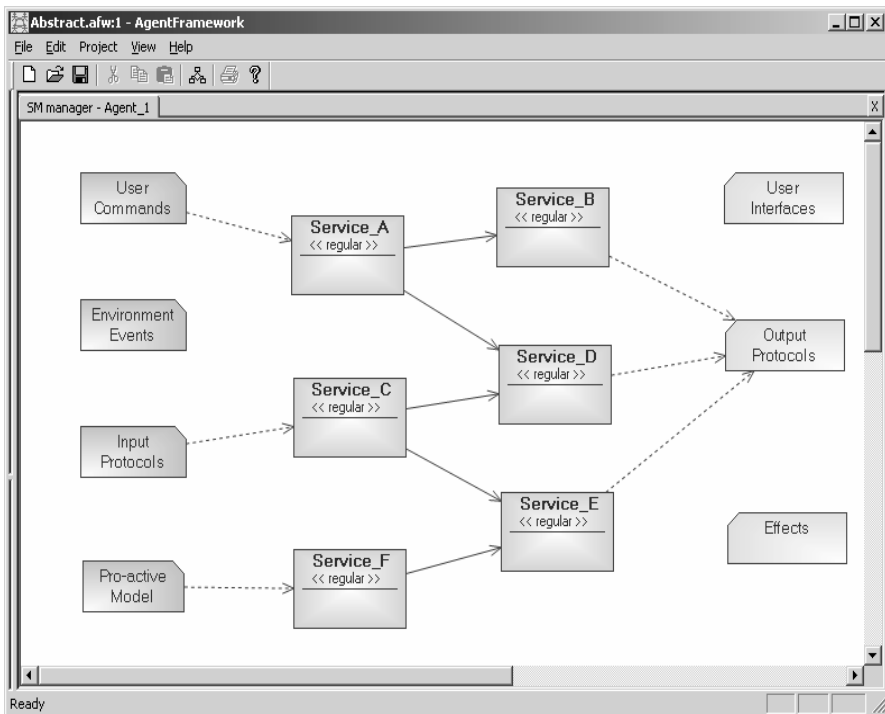 Abstract.afw:1 - AgentFramework
File Edit Project View Help
SM manager - Agent_1
X
User
Commands
Service_A
<< regular >>
Service_B
<< regular >>
User
Interfaces
Environment
Events
Service_D
<< regular >>
Output
Protocols
Service_C
<< regular >>
Input
Protocols
Service_E
<< regular >>
Effects
Pro-active
Model
Service_F
<< regular >>
Ready